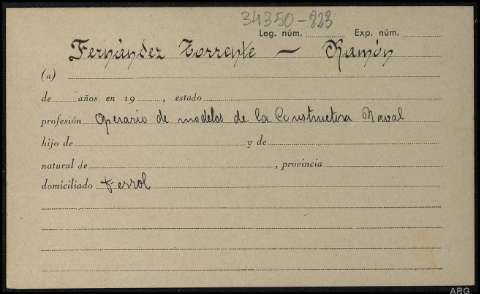 34350-223
Leg. núm. Exp. núm.
Fernández Torrente — Ramón
(a)
de años en 19 , estado
profesión Operario de modelos de la Constructora Naval
hijo de y de
natural de , provincia
domiciliado Ferrol
ARG